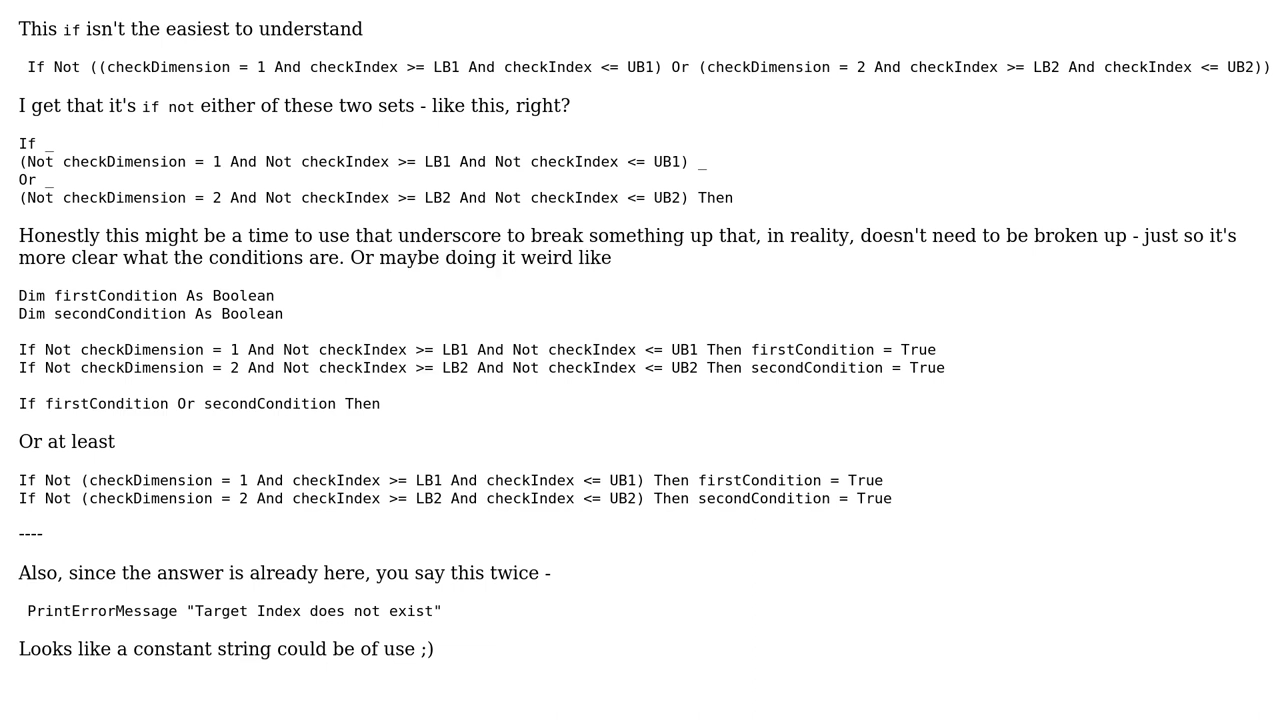 This if isn't the easiest to understand
If Not ((checkDimension = 1 And checkIndex >= LB1 And checkIndex <= UB1) Or (checkDimension = 2 And checkIndex >= LB2 And checkIndex <= UB2))
I get that it's if not either of these two sets - like this, right?
If _
(Not checkDimension = 1 And Not checkIndex >= LB1 And Not checkIndex <= UB1) _
Or _
(Not checkDimension = 2 And Not checkIndex >= LB2 And Not checkIndex <= UB2) Then
Honestly this might be a time to use that underscore to break something up that, in reality, doesn't need to be broken up - just so it's
more clear what the conditions are. Or maybe doing it weird like
Dim firstCondition As Boolean
Dim secondCondition As Boolean
If Not checkDimension = 1 And Not checkIndex >= LB1 And Not checkIndex <= UB1 Then firstCondition = True
If Not checkDimension = 2 And Not checkIndex >= LB2 And Not checkIndex <= UB2 Then secondCondition = True
If firstCondition Or secondCondition Then
Or at least
If Not (checkDimension = 1 And checkIndex >= LB1 And checkIndex <= UB1) Then firstCondition = True
If Not (checkDimension = 2 And checkIndex >= LB2 And checkIndex <= UB2) Then secondCondition = True
----
Also, since the answer is already here, you say this twice -
PrintErrorMessage "Target Index does not exist"
Looks like a constant string could be of use ;)